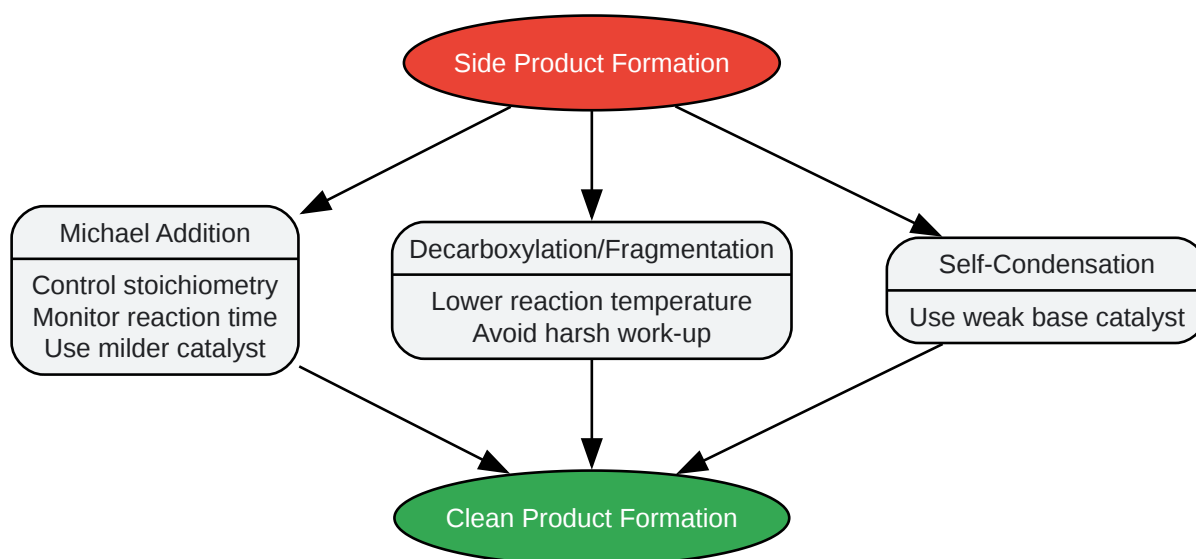 Side Product Formation
Michael Addition
Control stoichiometry
Monitor reaction time
Use milder catalyst
Decarboxylation/Fragmentation
Lower reaction temperature
Avoid harsh work-up
Self-Condensation
Use weak base catalyst
Clean Product Formation